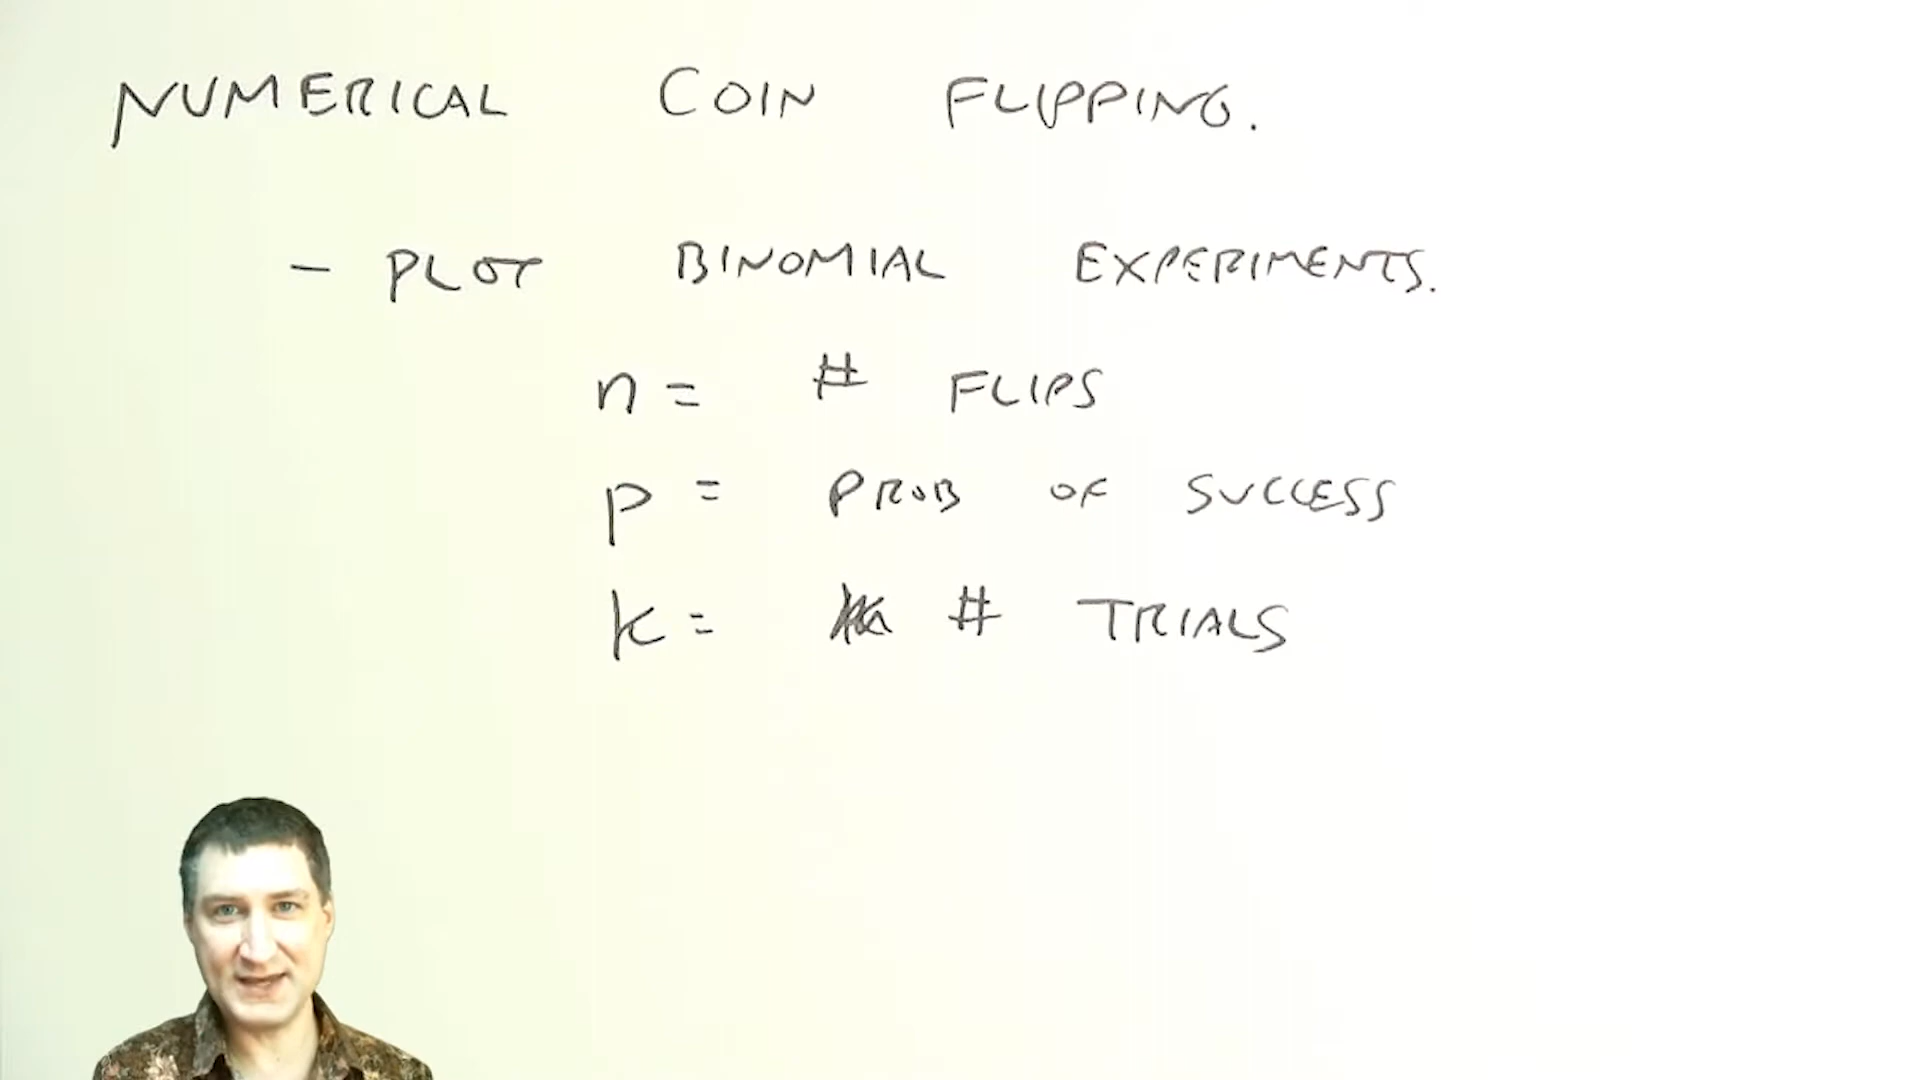 NUMERICAL COIN FLIPPING.
- PLOT BINOMIAL EXPERIMENTS.
n = # FLIPS
p = PROB OF SUCCESS
k = # TRIALS